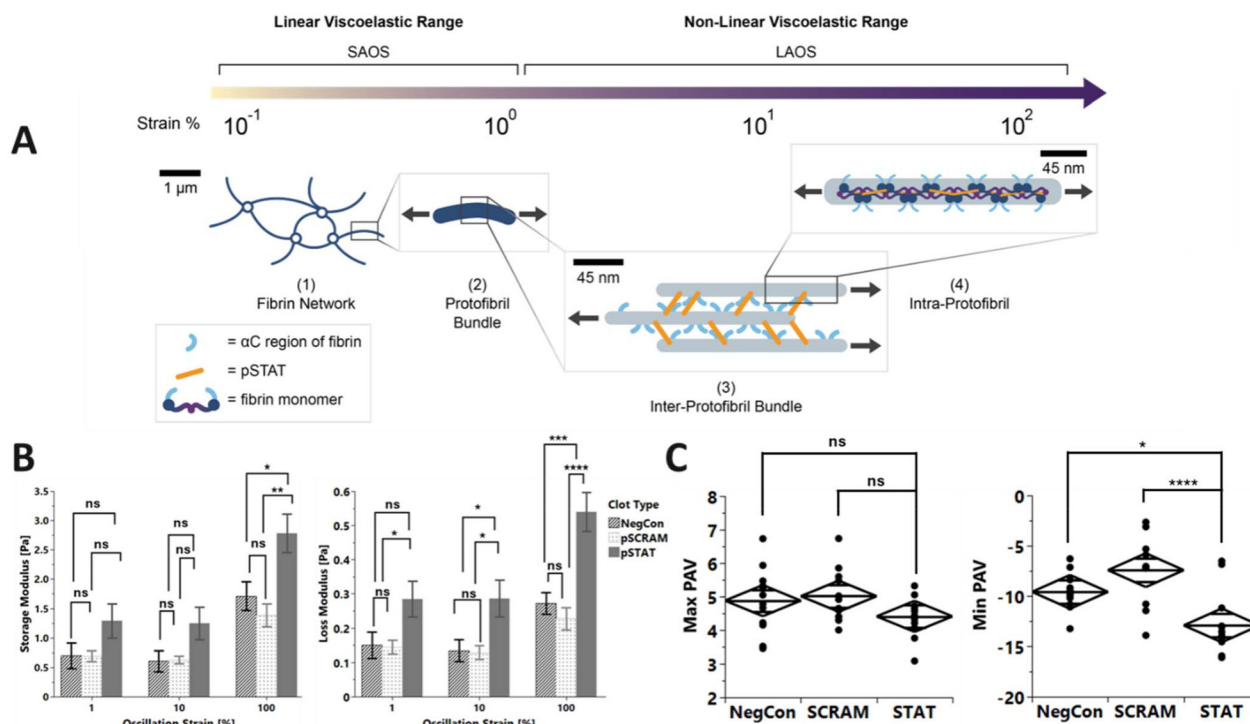 Linear Viscoelastic Range
Non-Linear Viscoelastic Range
SAOS
LAOS
Strain % 10-1 100 101 102
A
1 μm
45 nm
(1)
Fibrin Network
(2)
Protofibril
Bundle
45 nm
(4)
Intra-Protofibril
= αC region of fibrin
= pSTAT
= fibrin monomer
(3)
Inter-Protofibril Bundle
B
Storage Modulus [Pa]
3.5
3.0
2.5
2.0
1.5
1.0
0.5
0.0
ns
ns
ns
ns
ns
ns
*
**
ns
1 10 100
Oscillation Strain [%]
Loss Modulus [Pa]
0.6
0.5
0.4
0.3
0.2
0.1
0.0
ns
*
ns
*
*
ns
***
****
ns
1 10 100
Oscillation Strain [%]
Clot Type
NegCon
pSCRAM
pSTAT
C
Max PAV
8
7
6
5
4
3
2
ns
ns
NegCon SCRAM STAT
Min PAV
-0
-5
-10
-15
-20
*
****
NegCon SCRAM STAT